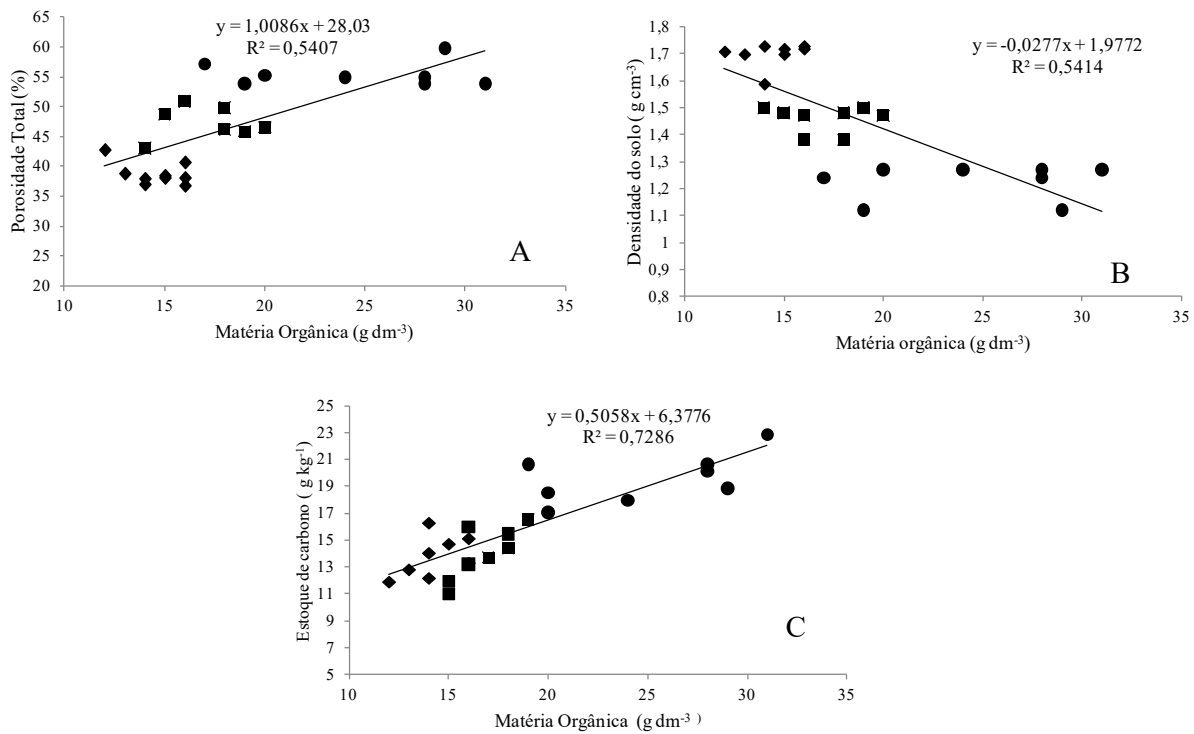 y = 1,0086x + 28,03
R² = 0,5407
65
60
55
50
45
40
35
30
25
20
Porosidade Total (%)
10 15 20 25 30 35
Matéria Orgânica (g dm-3)
A
y = -0,0277x + 1,9772
R² = 0,5414
1,8
1,7
1,6
1,5
1,4
1,3
1,2
1,1
1
0,9
0,8
Densidade do solo ( g cm-3)
10 15 20 25 30 35
Matéria orgânica (g dm-3)
B
y = 0,5058x + 6,3776
R² = 0,7286
25
23
21
19
17
15
13
11
9
7
5
Estoque de carbono ( g kg-1)
10 15 20 25 30 35
Matéria Orgânica (g dm-3 )
C